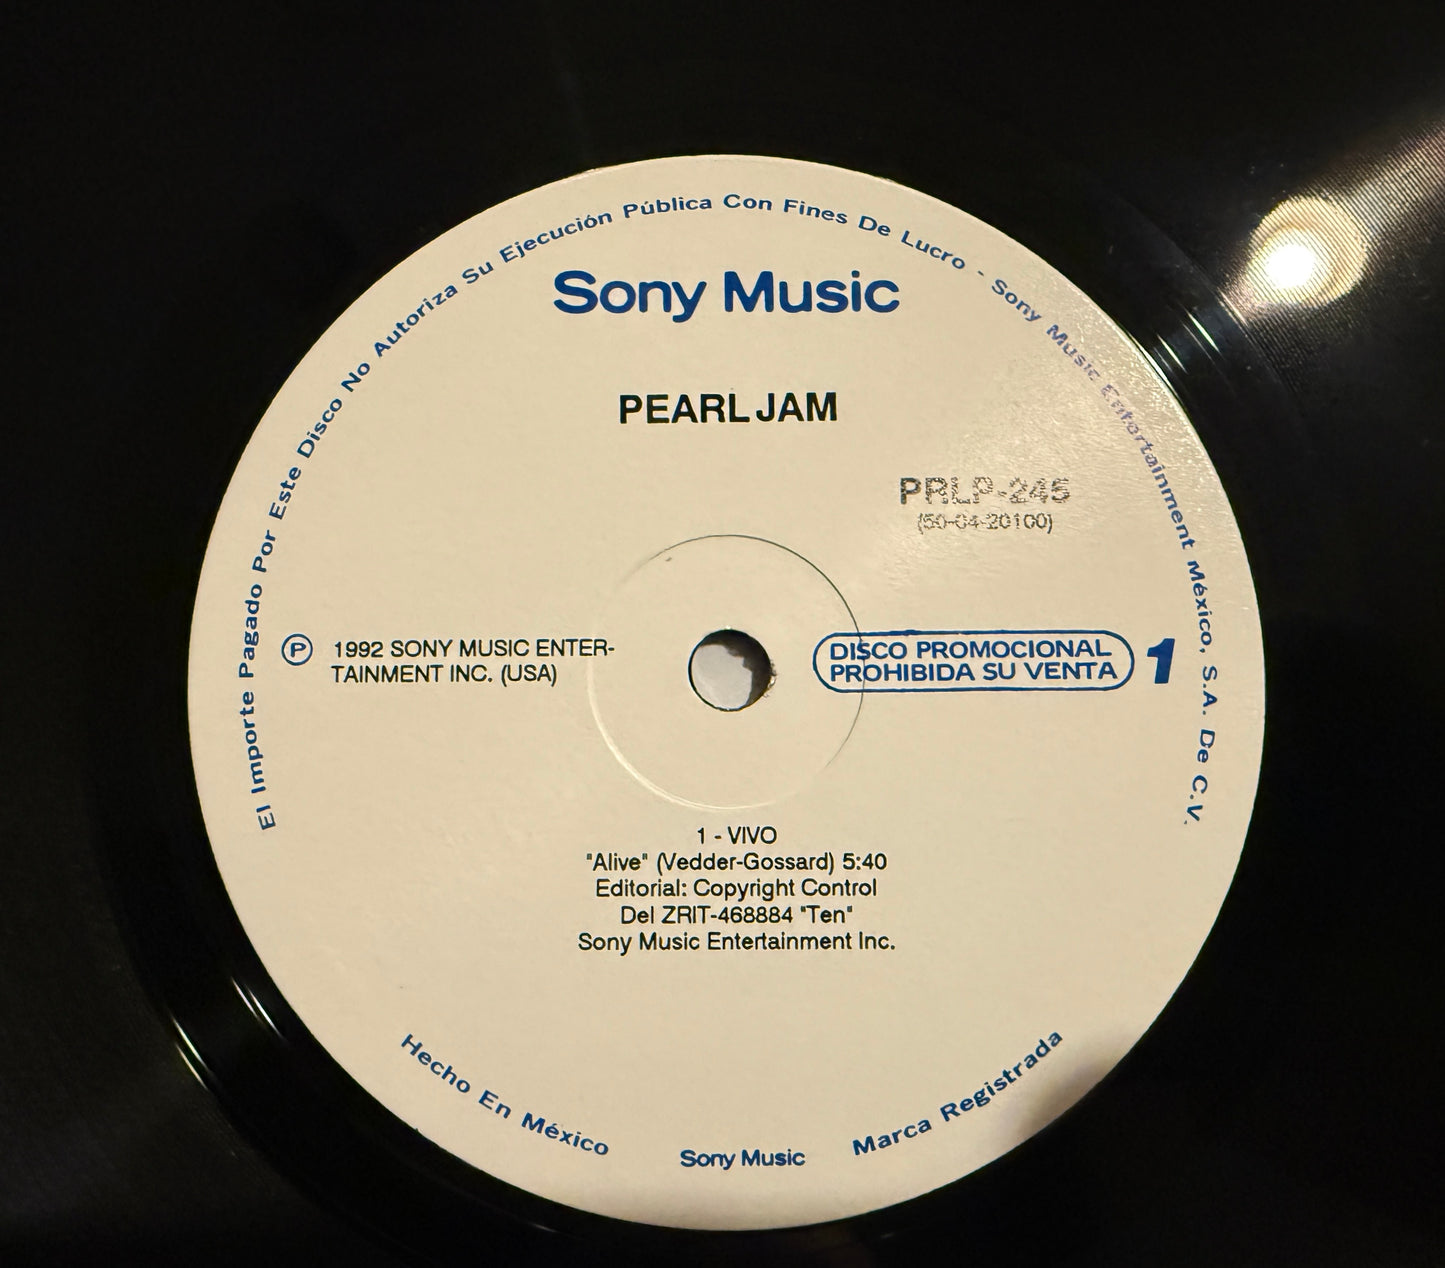 El Importe Pagado Por Este Disco No Autoriza Su Ejecución Pública Con Fines De Lucro - Sony Music Entertainment México, S.A. De C.V.
Sony Music
PEARL JAM
PRLP-245
(50-04-20100)
Ⓟ 1992 SONY MUSIC ENTER-
TAINMENT INC. (USA)
DISCO PROMOCIONAL
PROHIBIDA SU VENTA
1
1 - VIVO
"Alive" (Vedder-Gossard) 5:40
Editorial: Copyright Control
Del ZRIT-468884 "Ten"
Sony Music Entertainment Inc.
Hecho En México
Sony Music
Marca Registrada